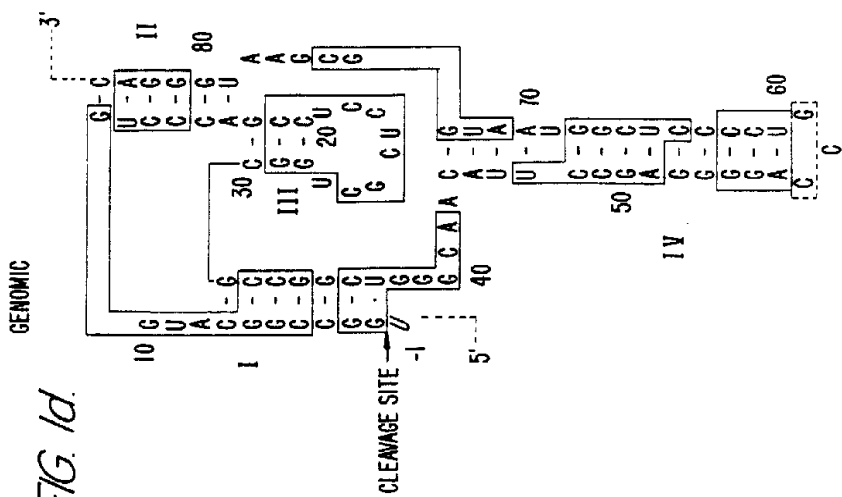 FIG. 1d.
GENOMIC
3'
G - C
II
U - A
C - G
C - G
C - G
80
A - U
A
A
G
C
G
10
G
U
A
C - G
G - C
G - C
C - G
C - G
G - C
G - U
I
30
C - G
G - C
G - C
20
III
U
U
C
C
U
C
G
C
CLEAVAGE SITE
U
-1
5'
G G G C A A
40
C - G
A - U
U - A
70
U - A
U
C - G
C - G
G - C
50
A - U
G - C
G - C
G - C
G - C
A - U
60
C G
C
IV